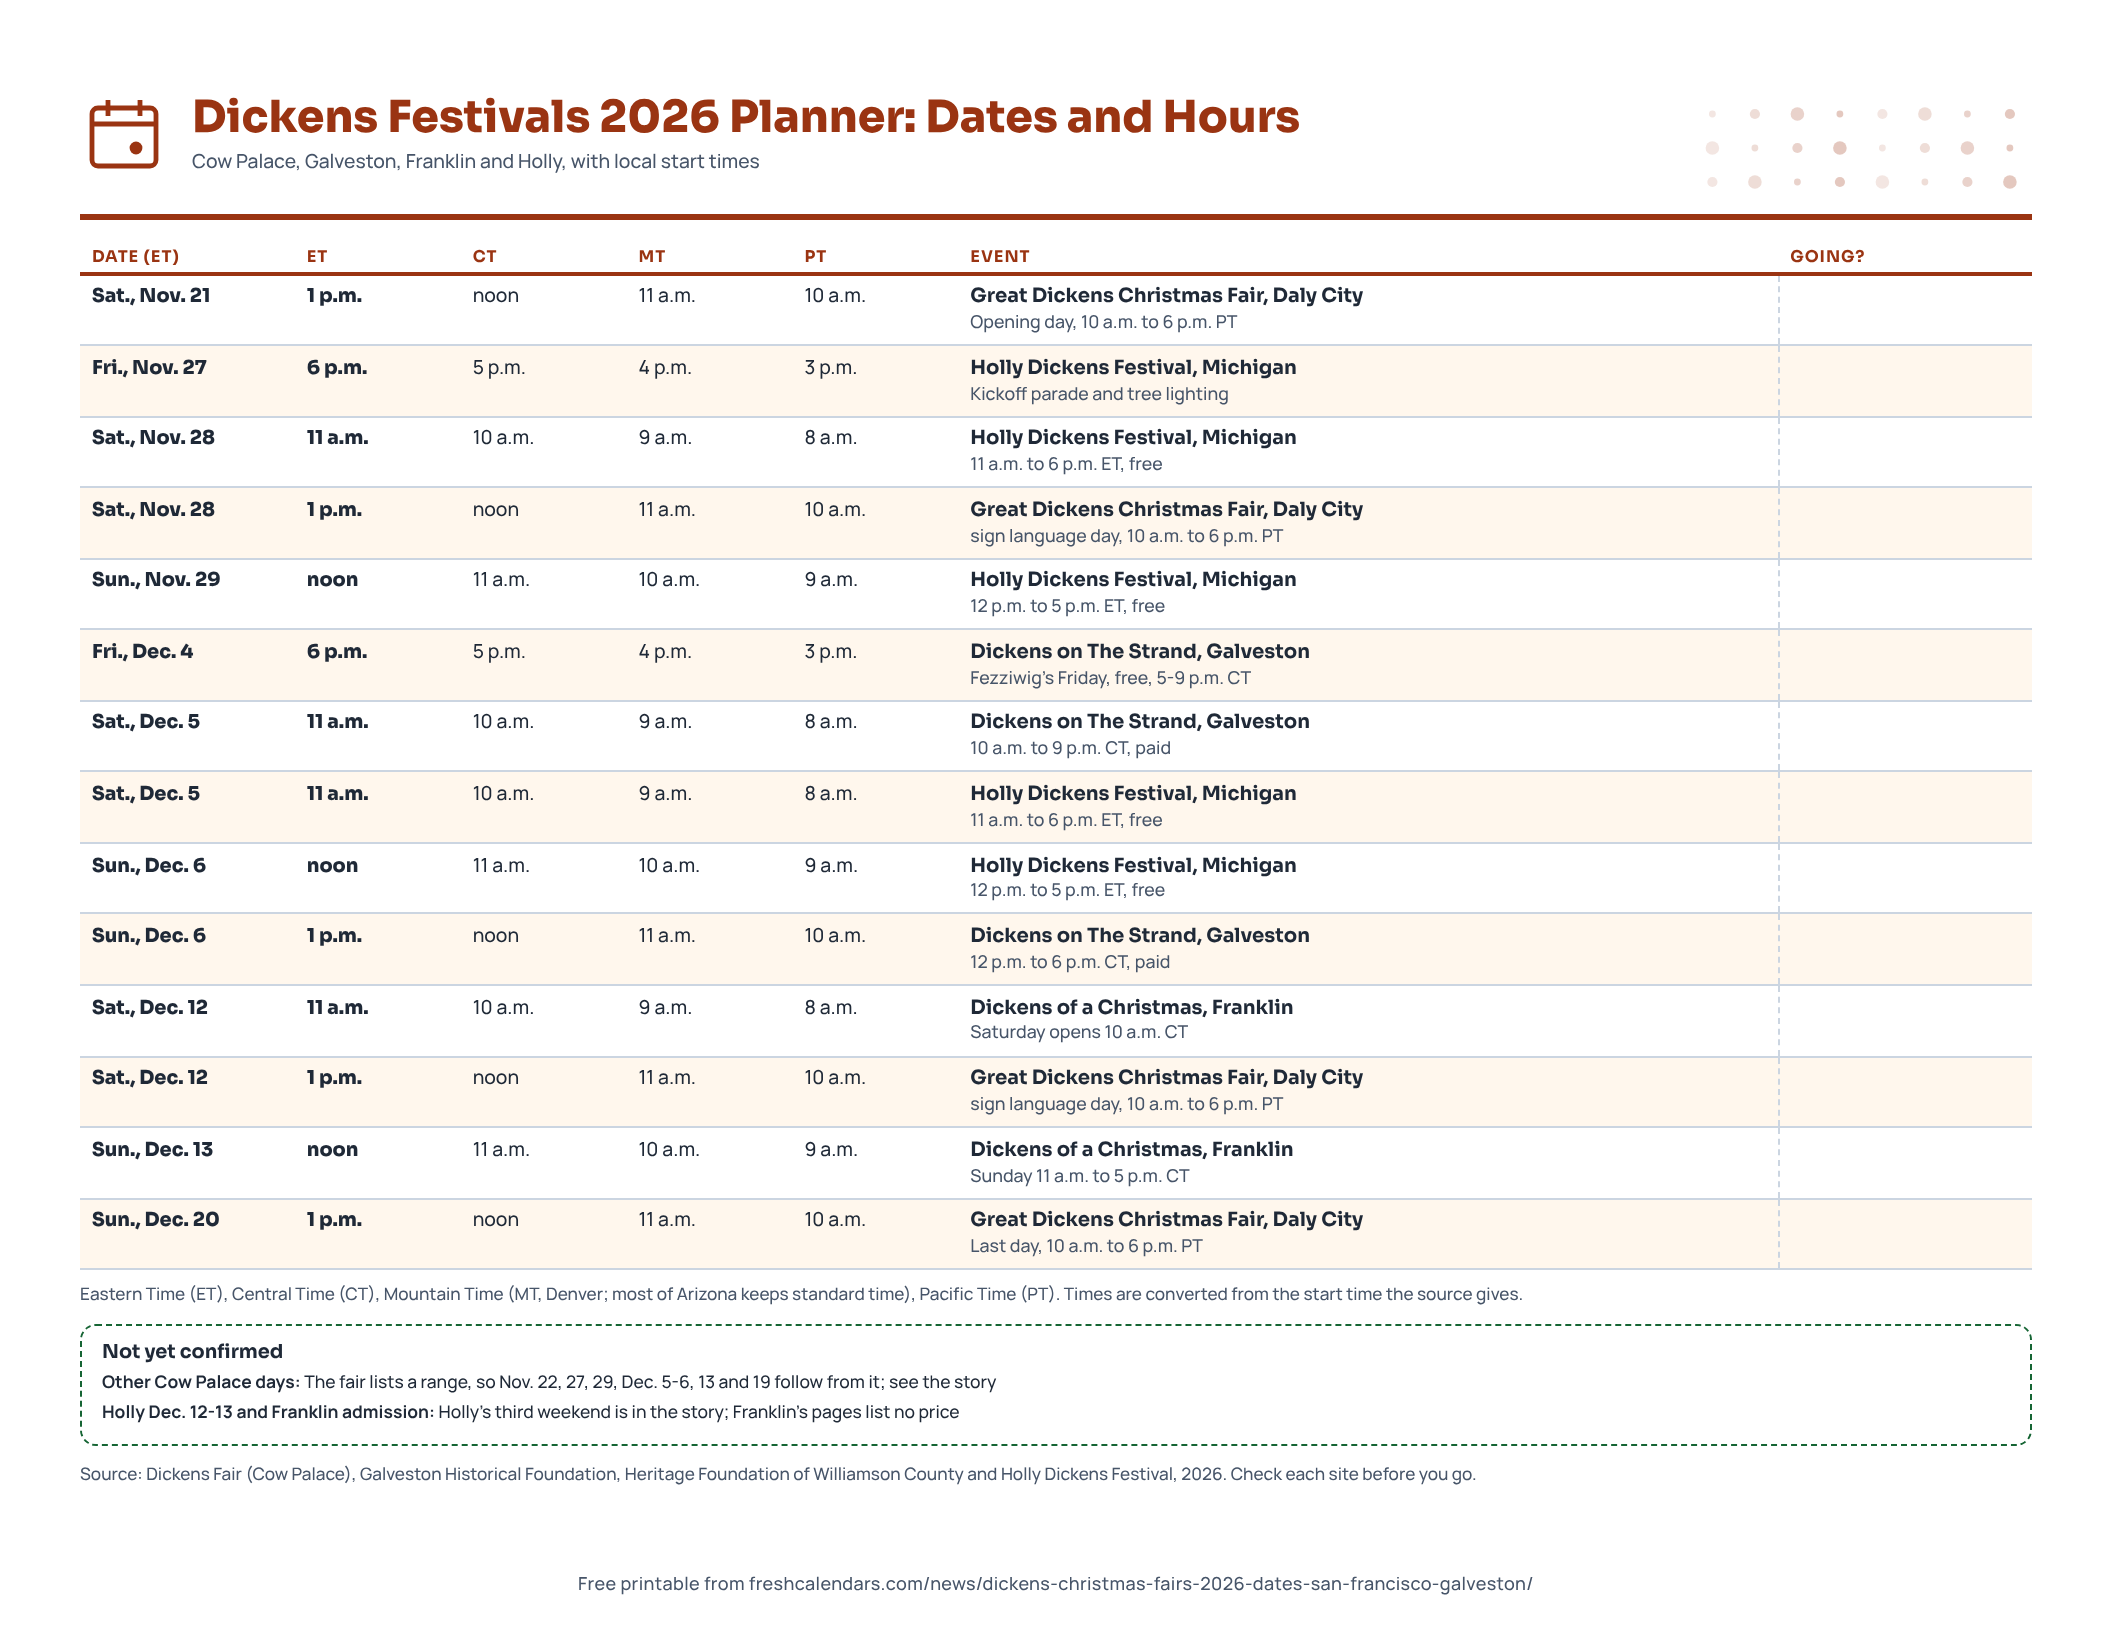 Dickens Festivals 2026 Planner: Dates and Hours
Cow Palace, Galveston, Franklin and Holly, with local start times
DATE (ET) ET CT MT PT EVENT GOING?
Sat., Nov. 21 1 p.m. noon 11 a.m. 10 a.m. Great Dickens Christmas Fair, Daly City
Opening day, 10 a.m. to 6 p.m. PT
Fri., Nov. 27 6 p.m. 5 p.m. 4 p.m. 3 p.m. Holly Dickens Festival, Michigan
Kickoff parade and tree lighting
Sat., Nov. 28 11 a.m. 10 a.m. 9 a.m. 8 a.m. Holly Dickens Festival, Michigan
11 a.m. to 6 p.m. ET, free
Sat., Nov. 28 1 p.m. noon 11 a.m. 10 a.m. Great Dickens Christmas Fair, Daly City
sign language day, 10 a.m. to 6 p.m. PT
Sun., Nov. 29 noon 11 a.m. 10 a.m. 9 a.m. Holly Dickens Festival, Michigan
12 p.m. to 5 p.m. ET, free
Fri., Dec. 4 6 p.m. 5 p.m. 4 p.m. 3 p.m. Dickens on The Strand, Galveston
Fezziwig's Friday, free, 5-9 p.m. CT
Sat., Dec. 5 11 a.m. 10 a.m. 9 a.m. 8 a.m. Dickens on The Strand, Galveston
10 a.m. to 9 p.m. CT, paid
Sat., Dec. 5 11 a.m. 10 a.m. 9 a.m. 8 a.m. Holly Dickens Festival, Michigan
11 a.m. to 6 p.m. ET, free
Sun., Dec. 6 noon 11 a.m. 10 a.m. 9 a.m. Holly Dickens Festival, Michigan
12 p.m. to 5 p.m. ET, free
Sun., Dec. 6 1 p.m. noon 11 a.m. 10 a.m. Dickens on The Strand, Galveston
12 p.m. to 6 p.m. CT, paid
Sat., Dec. 12 11 a.m. 10 a.m. 9 a.m. 8 a.m. Dickens of a Christmas, Franklin
Saturday opens 10 a.m. CT
Sat., Dec. 12 1 p.m. noon 11 a.m. 10 a.m. Great Dickens Christmas Fair, Daly City
sign language day, 10 a.m. to 6 p.m. PT
Sun., Dec. 13 noon 11 a.m. 10 a.m. 9 a.m. Dickens of a Christmas, Franklin
Sunday 11 a.m. to 5 p.m. CT
Sun., Dec. 20 1 p.m. noon 11 a.m. 10 a.m. Great Dickens Christmas Fair, Daly City
Last day, 10 a.m. to 6 p.m. PT
Eastern Time (ET), Central Time (CT), Mountain Time (MT, Denver; most of Arizona keeps standard time), Pacific Time (PT). Times are converted from the start time the source gives.
Not yet confirmed
Other Cow Palace days: The fair lists a range, so Nov. 22, 27, 29, Dec. 5-6, 13 and 19 follow from it; see the story
Holly Dec. 12-13 and Franklin admission: Holly's third weekend is in the story; Franklin's pages list no price
Source: Dickens Fair (Cow Palace), Galveston Historical Foundation, Heritage Foundation of Williamson County and Holly Dickens Festival, 2026. Check each site before you go.
Free printable from freshcalendars.com/news/dickens-christmas-fairs-2026-dates-san-francisco-galveston/